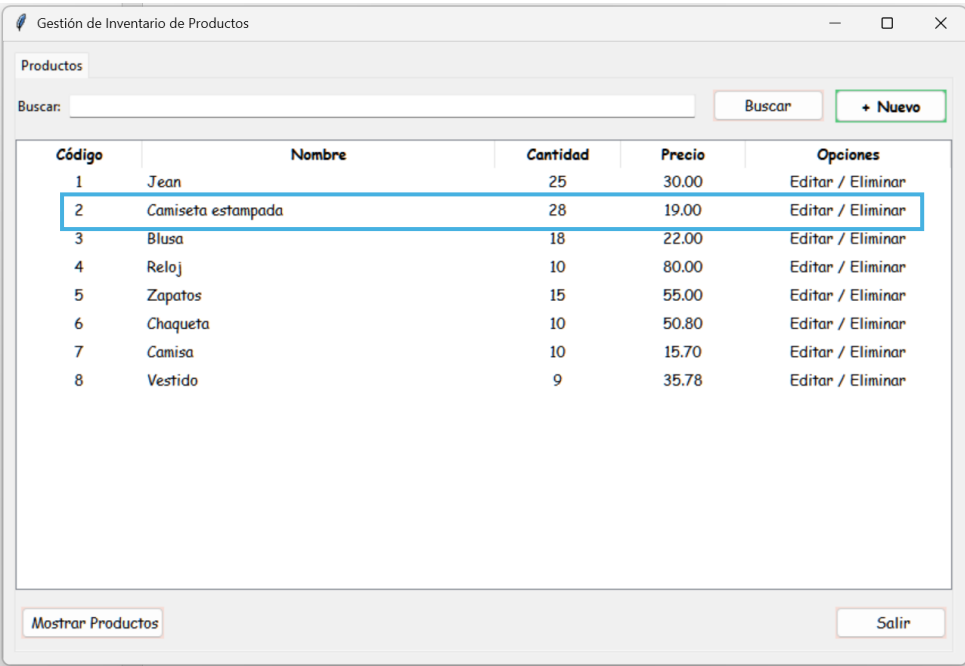 Gestión de Inventario de Productos
Productos
Buscar: Buscar + Nuevo
Código Nombre Cantidad Precio Opciones
1 Jean 25 30.00 Editar / Eliminar
2 Camiseta estampada 28 19.00 Editar / Eliminar
3 Blusa 18 22.00 Editar / Eliminar
4 Reloj 10 80.00 Editar / Eliminar
5 Zapatos 15 55.00 Editar / Eliminar
6 Chaqueta 10 50.80 Editar / Eliminar
7 Camisa 10 15.70 Editar / Eliminar
8 Vestido 9 35.78 Editar / Eliminar
Mostrar Productos Salir